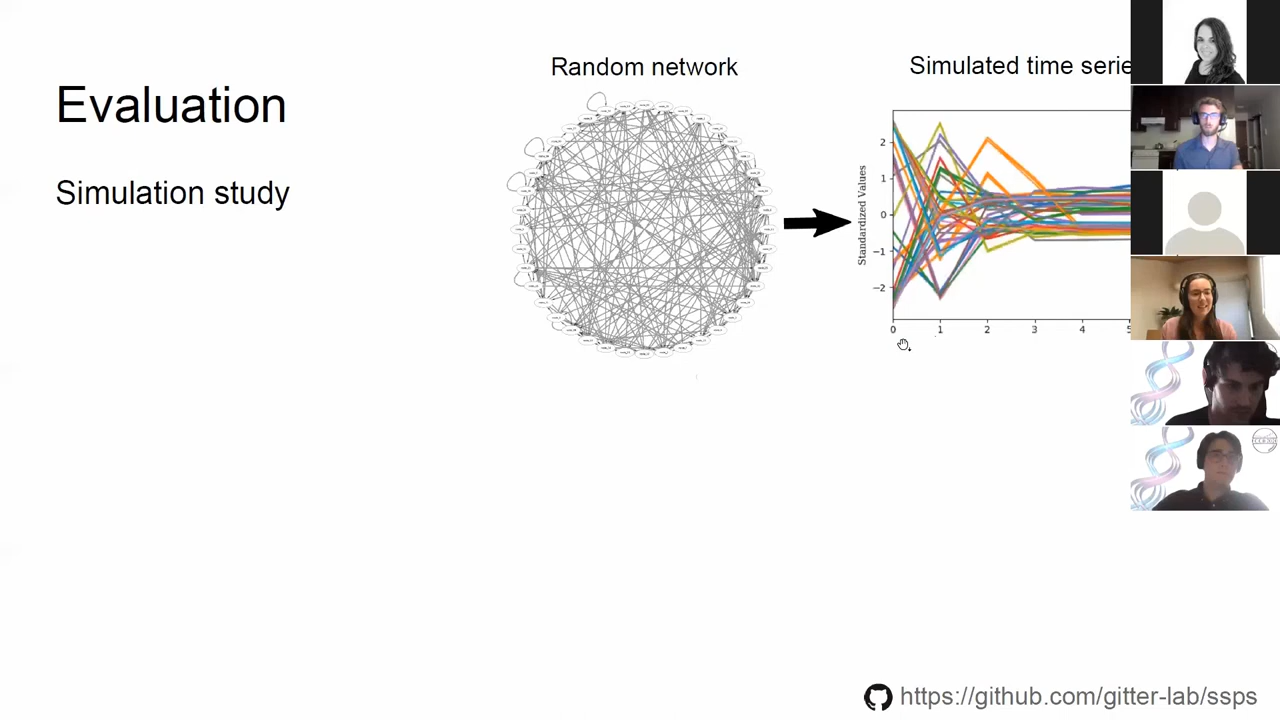 Evaluation
Simulation study
Random network
Simulated time serie
Standardized Values
2
1
0
−1
−2
0 1 2 3 4 5
https://github.com/gitter-lab/ssps